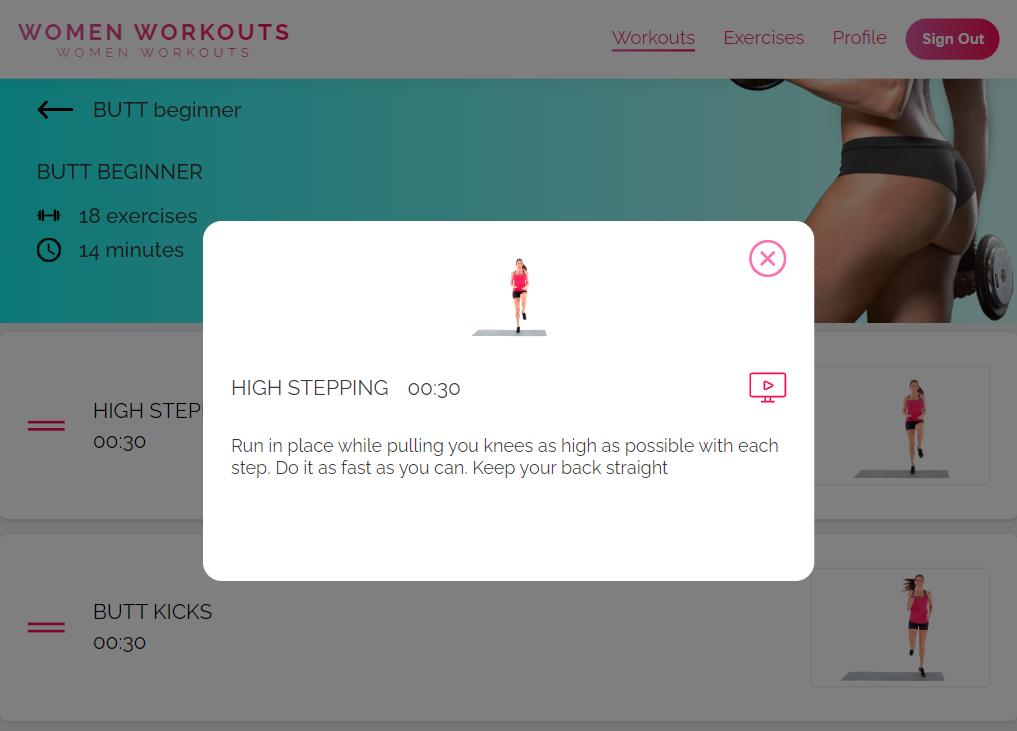 WOMEN WORKOUTS
WOMEN WORKOUTS
Workouts Exercises Profile Sign Out
BUTT beginner
BUTT BEGINNER
18 exercises
14 minutes
HIGH STEPPING 00:30
Run in place while pulling you knees as high as possible with each
step. Do it as fast as you can. Keep your back straight
HIGH STEP
00:30
BUTT KICKS
00:30